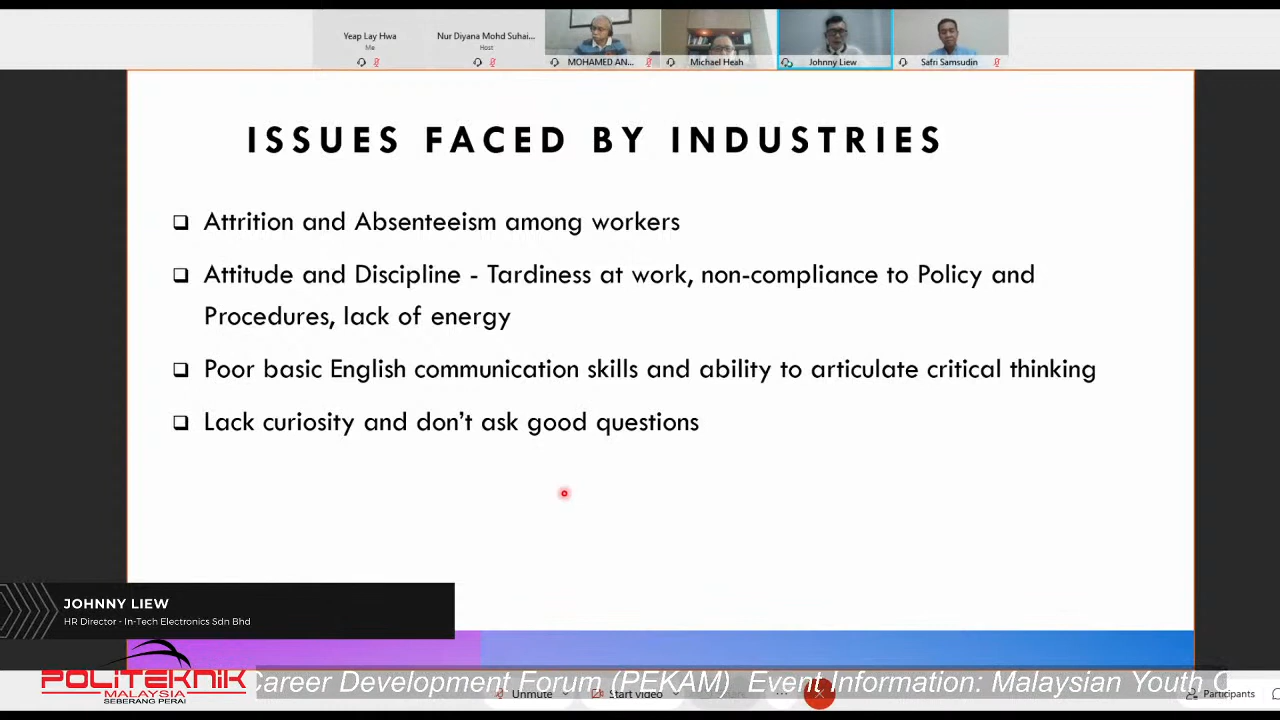 Yeap Lay Hwa
Me
Nur Diyana Mohd Suhai...
Host
MOHAMED AN...
Michael Heah
Johnny Liew
Safri Samsudin
ISSUES FACED BY INDUSTRIES
Attrition and Absenteeism among workers
Attitude and Discipline - Tardiness at work, non-compliance to Policy and
Procedures, lack of energy
Poor basic English communication skills and ability to articulate critical thinking
Lack curiosity and don't ask good questions
JOHNNY LIEW
HR Director - In-Tech Electronics Sdn Bhd
POLITEKNIK
MALAYSIA
SEBERANG PERAI
Career Development Forum (PEKAM) Event Information: Malaysian Youth
Unmute
Start video
Share
Participants